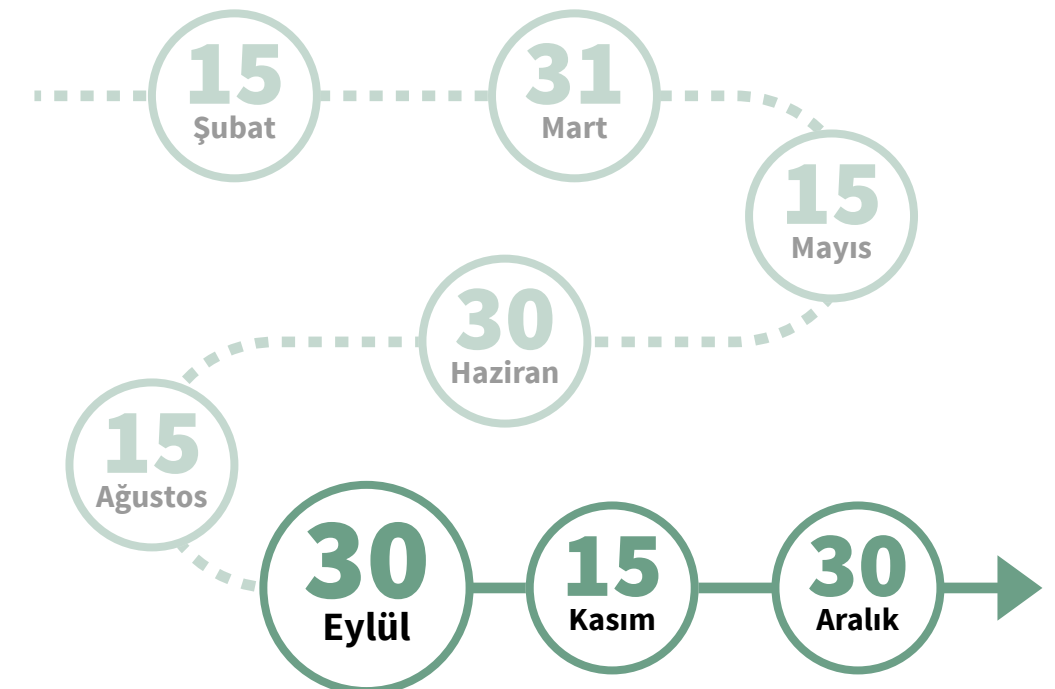 15
Şubat
31
Mart
15
Mayıs
30
Haziran
15
Ağustos
30
Eylül
15
Kasım
30
Aralık